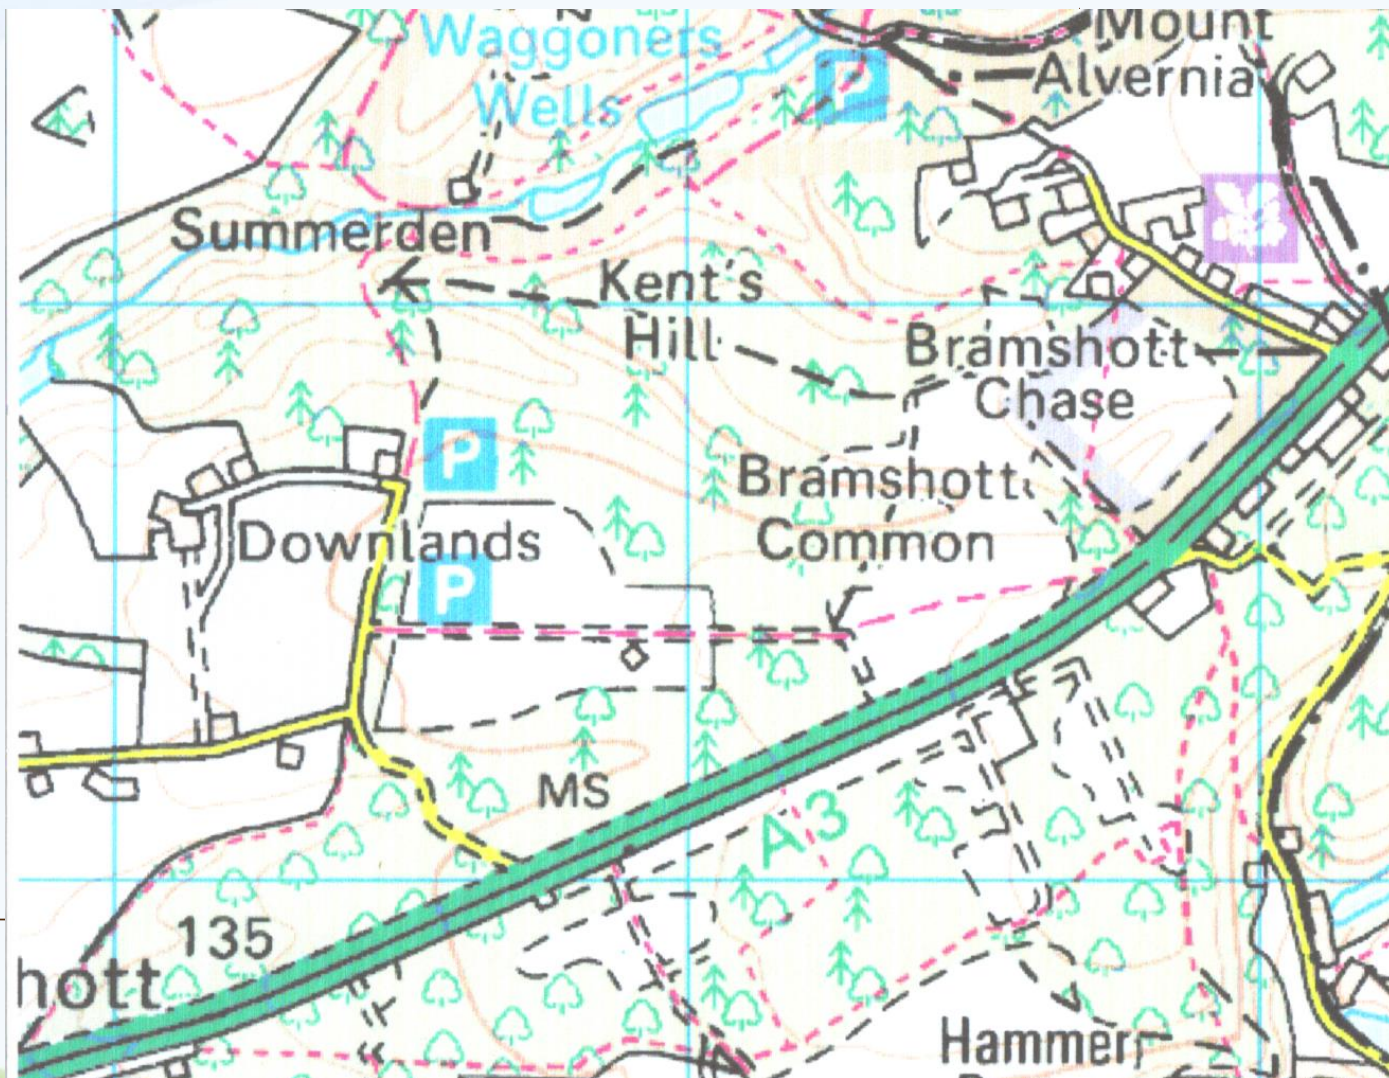 Mount
Alvernia
Waggoners
Wells
P
Summerden
Kent's
Hill
Bramshott
Chase
P
Bramshott
Common
Downlands
P
MS
A3
135
hott
Hammer